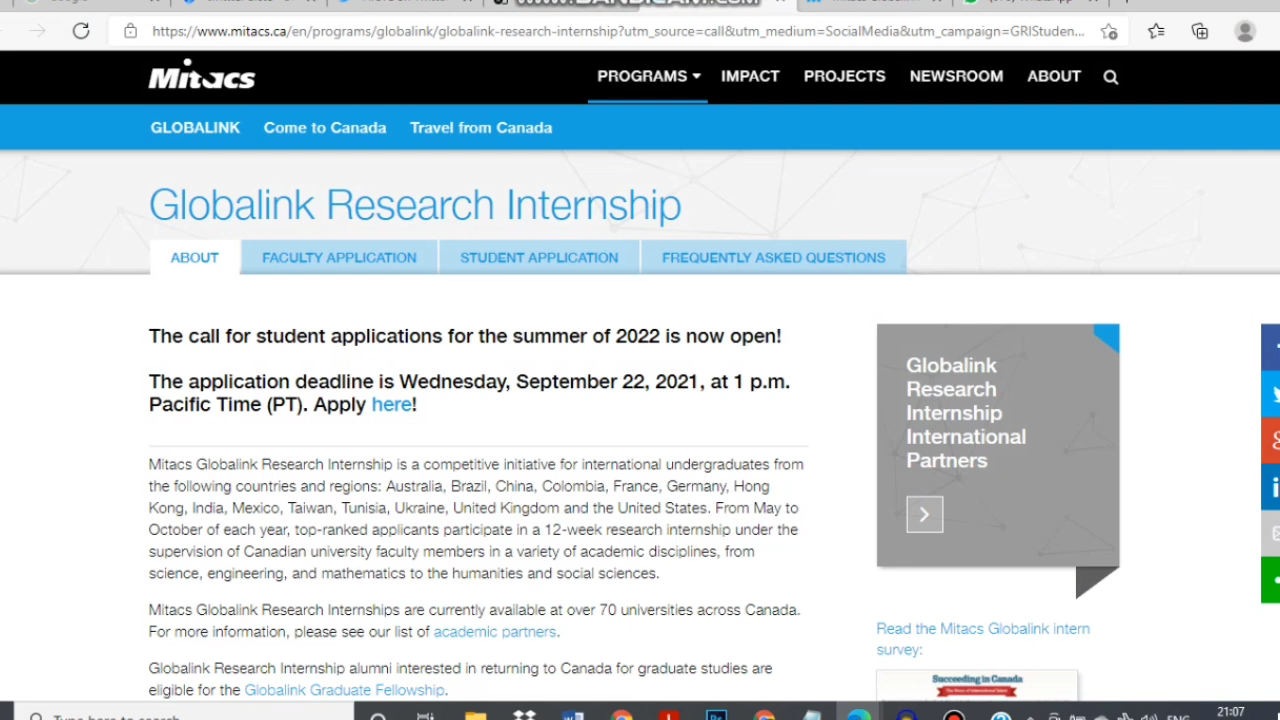 www.BANDICAM.com
https://www.mitacs.ca/en/programs/globalink/globalink-research-internship?utm_source=call&utm_medium=SocialMedia&utm_campaign=GRIStuden...
Mitacs
PROGRAMS IMPACT PROJECTS NEWSROOM ABOUT
GLOBALINK Come to Canada Travel from Canada
Globalink Research Internship
ABOUT FACULTY APPLICATION STUDENT APPLICATION FREQUENTLY ASKED QUESTIONS
The call for student applications for the summer of 2022 is now open!
The application deadline is Wednesday, September 22, 2021, at 1 p.m.
Pacific Time (PT). Apply here!
Mitacs Globalink Research Internship is a competitive initiative for international undergraduates from
the following countries and regions: Australia, Brazil, China, Colombia, France, Germany, Hong
Kong, India, Mexico, Taiwan, Tunisia, Ukraine, United Kingdom and the United States. From May to
October of each year, top-ranked applicants participate in a 12-week research internship under the
supervision of Canadian university faculty members in a variety of academic disciplines, from
science, engineering, and mathematics to the humanities and social sciences.
Mitacs Globalink Research Internships are currently available at over 70 universities across Canada.
For more information, please see our list of academic partners.
Globalink Research Internship alumni interested in returning to Canada for graduate studies are
eligible for the Globalink Graduate Fellowship.
Globalink
Research
Internship
International
Partners
Read the Mitacs Globalink intern
survey:
Succeeding in Canada
Type here to search
ENG
21:07